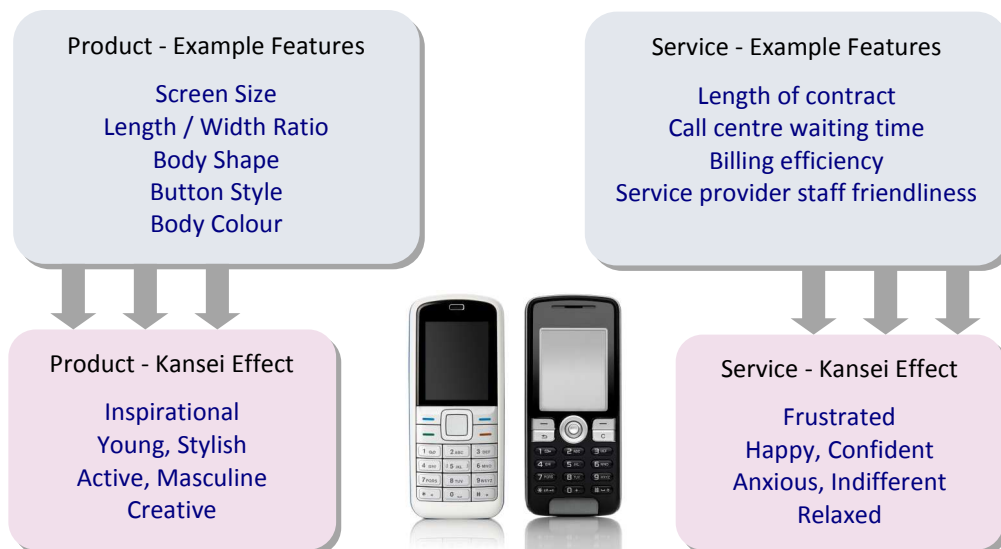 Product - Example Features
Screen Size
Length / Width Ratio
Body Shape
Button Style
Body Colour
Service - Example Features
Length of contract
Call centre waiting time
Billing efficiency
Service provider staff friendliness
Product - Kansei Effect
Inspirational
Young, Stylish
Active, Masculine
Creative
Service - Kansei Effect
Frustrated
Happy, Confident
Anxious, Indifferent
Relaxed